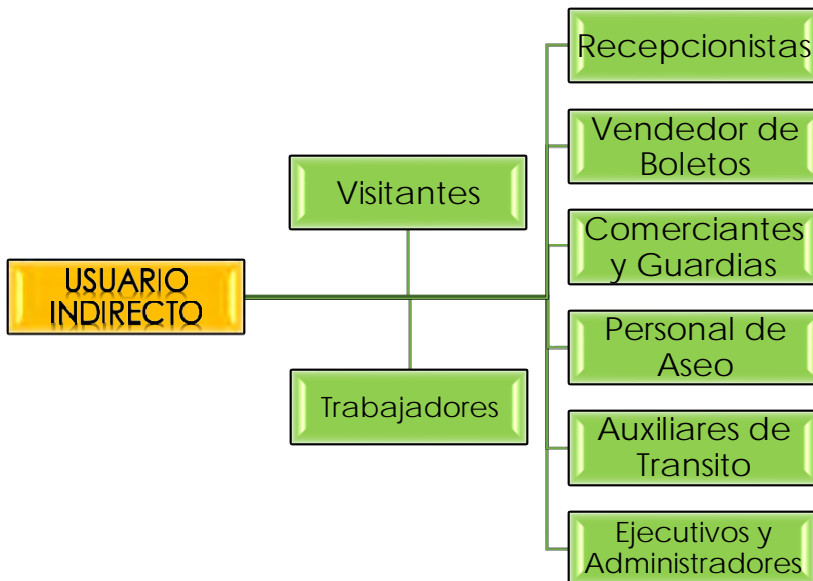 USUARIO
INDIRECTO
Visitantes
Trabajadores
Recepcionistas
Vendedor de
Boletos
Comerciantes
y Guardias
Personal de
Aseo
Auxiliares de
Transito
Ejecutivos y
Administradores